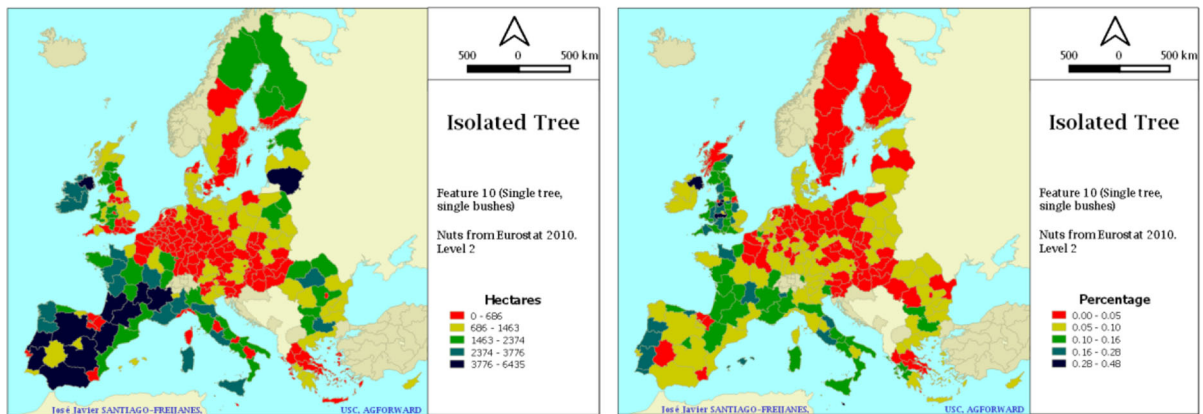 500 0 500 km
Isolated Tree
Feature 10 (Single tree,
single bushes)
Nuts from Eurostat 2010.
Level 2
Hectares
0 - 686
686 - 1463
1463 - 2374
2374 - 3776
3776 - 6435
José Javier SANTIAGO-FREIJANES, USC, AGFORWARD
500 0 500 km
Isolated Tree
Feature 10 (Single tree,
single bushes)
Nuts from Eurostat 2010.
Level 2
Percentage
0.00 - 0.05
0.05 - 0.10
0.10 - 0.16
0.16 - 0.28
0.28 - 0.48
José Javier SANTIAGO-FREIJANES, USC, AGFORWARD